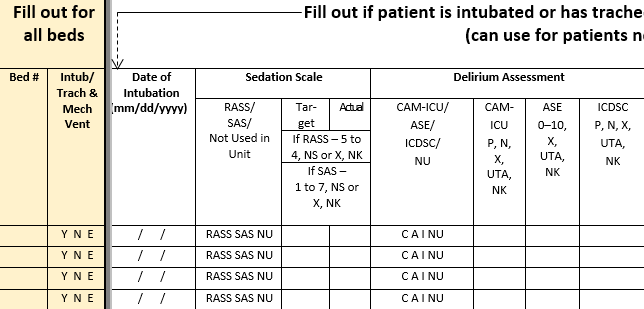 Fill out for
all beds
Fill out if patient is intubated or has trache
(can use for patients n
Bed #
Intub/
Trach &
Mech
Vent
Date of
Intubation
(mm/dd/yyyy)
Sedation Scale
Delirium Assessment
RASS/
SAS/
Not Used in
Unit
Tar-
get
Actual
If RASS – 5 to
4, NS or X, NK
If SAS –
1 to 7, NS or
X, NK
CAM-ICU/
ASE/
ICDSC/
NU
CAM-
ICU
P, N,
X,
UTA,
NK
ASE
0–10,
X,
UTA,
NK
ICDSC
P, N, X,
UTA,
NK
Y N E / / RASS SAS NU C A I NU
Y N E / / RASS SAS NU C A I NU
Y N E / / RASS SAS NU C A I NU
Y N E / / RASS SAS NU C A I NU